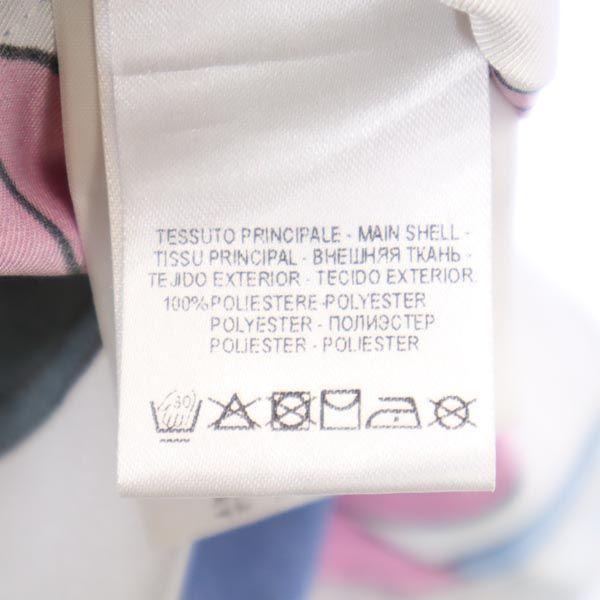 TESSUTO PRINCIPALE - MAIN SHELL -
TISSU PRINCIPAL - ВНЕШНЯЯ ТКАНЬ -
TEJIDO EXTERIOR - TECIDO EXTERIOR
100% POLIESTERE-POLYESTER
POLYESTER - ПОЛИЭСТЕР
POLIESTER - POLIESTER
30